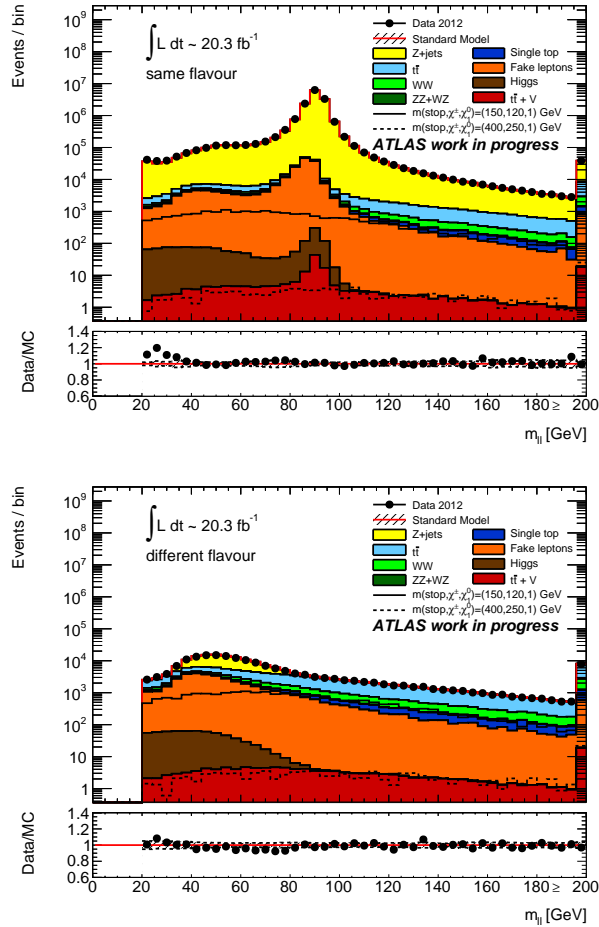 Events / bin
10⁹
10⁸
10⁷
10⁶
10⁵
10⁴
10³
10²
10
1
∫ L dt ~ 20.3 fb⁻¹
same flavour
Data 2012
Standard Model
Z+jets
Single top
tt̄
Fake leptons
WW
Higgs
ZZ+WZ
tt̄ + V
m(stop,χ±,χ⁰₁)=(150,120,1) GeV
m(stop,χ±,χ⁰₁)=(400,250,1) GeV
ATLAS work in progress
Data/MC
1.4
1.2
1.0
0.8
0.6
0 20 40 60 80 100 120 140 160 180 ≥ 200
m_ll [GeV]
Events / bin
10⁹
10⁸
10⁷
10⁶
10⁵
10⁴
10³
10²
10
1
∫ L dt ~ 20.3 fb⁻¹
different flavour
Data 2012
Standard Model
Z+jets
Single top
tt̄
Fake leptons
WW
Higgs
ZZ+WZ
tt̄ + V
m(stop,χ±,χ⁰₁)=(150,120,1) GeV
m(stop,χ±,χ⁰₁)=(400,250,1) GeV
ATLAS work in progress
Data/MC
1.4
1.2
1.0
0.8
0.6
0 20 40 60 80 100 120 140 160 180 ≥ 200
m_ll [GeV]